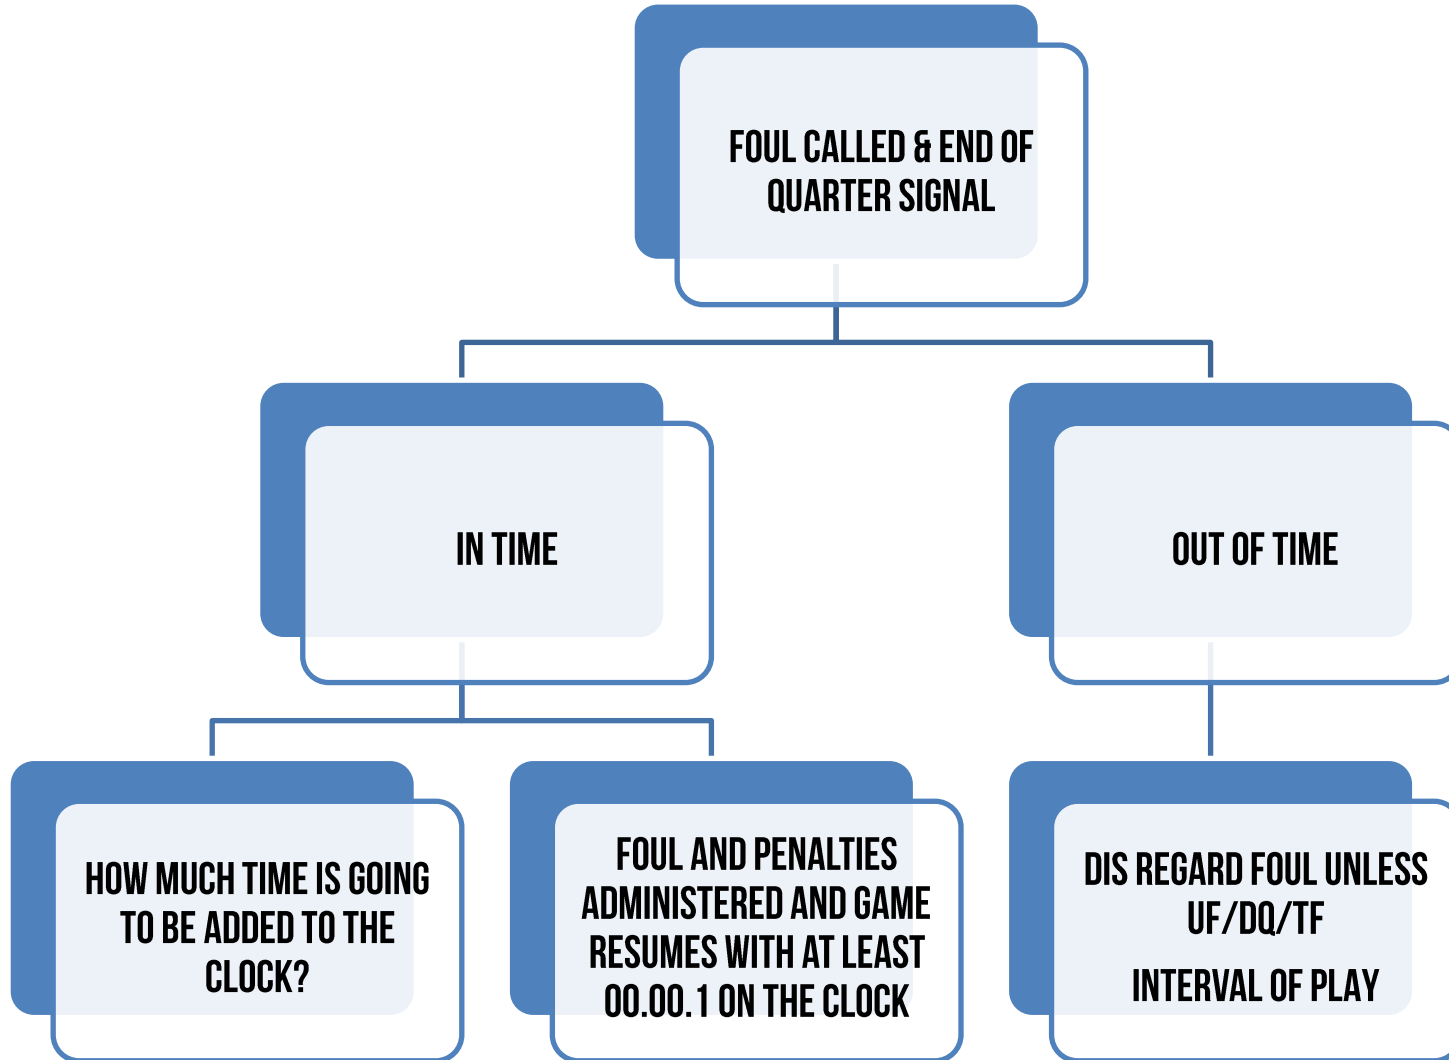 FOUL CALLED & END OF
QUARTER SIGNAL
IN TIME
OUT OF TIME
HOW MUCH TIME IS GOING
TO BE ADDED TO THE
CLOCK?
FOUL AND PENALTIES
ADMINISTERED AND GAME
RESUMES WITH AT LEAST
00.00.1 ON THE CLOCK
DIS REGARD FOUL UNLESS
UF/DQ/TF
INTERVAL OF PLAY